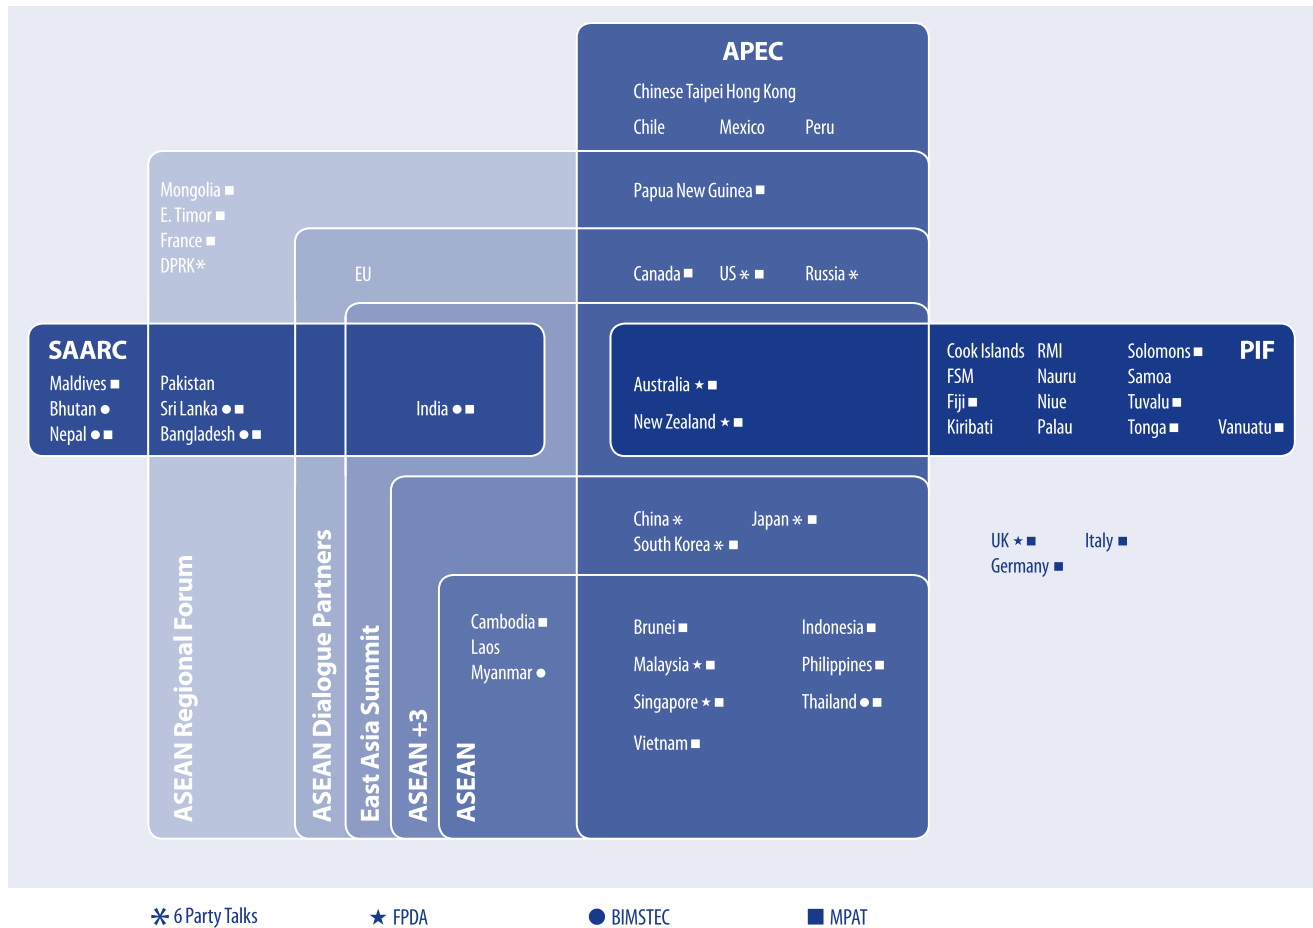 APEC
Chinese Taipei Hong Kong
Chile Mexico Peru
Mongolia
E. Timor
France
DPRK*
Papua New Guinea
EU
Canada US * Russia *
SAARC
Maldives
Bhutan
Nepal
Pakistan
Sri Lanka
Bangladesh
India
Australia ★
New Zealand ★
PIF
Cook Islands RMI Solomons
FSM Nauru Samoa
Fiji Niue Tuvalu
Kiribati Palau Tonga Vanuatu
China * Japan *
South Korea *
UK ★ Italy
Germany
Cambodia
Laos
Myanmar
Brunei Indonesia
Malaysia ★ Philippines
Singapore ★ Thailand
Vietnam
ASEAN Regional Forum
ASEAN Dialogue Partners
East Asia Summit
ASEAN +3
ASEAN
* 6 Party Talks ★ FPDA ● BIMSTEC ■ MPAT